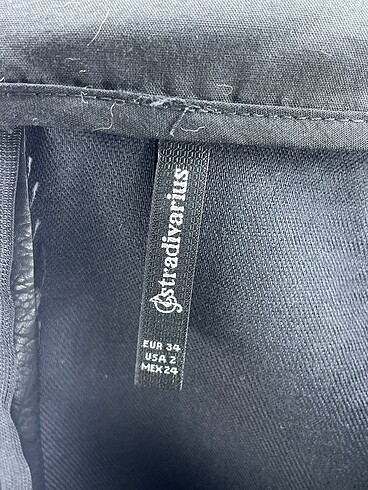 stradivarius
EUR 34
USA 2
MEX 24